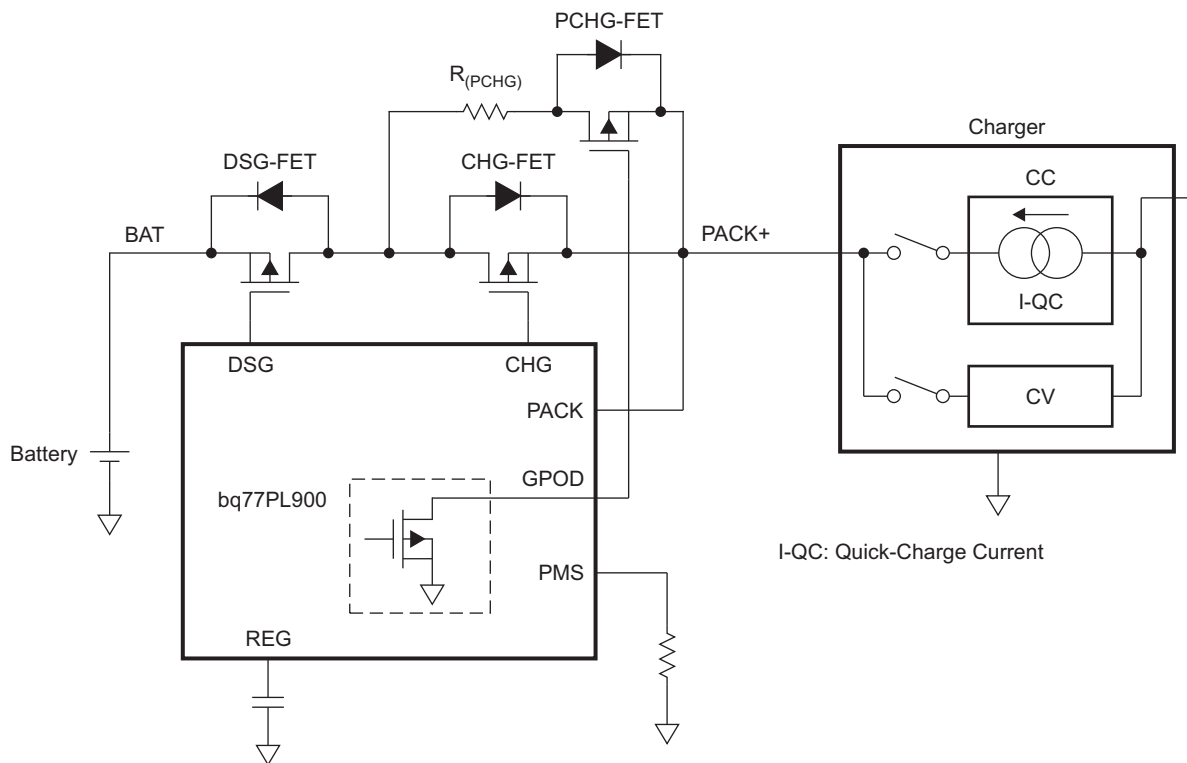 PCHG-FET
R(PCHG)
Charger
DSG-FET
CHG-FET
CC
BAT
PACK+
I-QC
DSG
CHG
PACK
CV
Battery
GPOD
bq77PL900
I-QC: Quick-Charge Current
PMS
REG